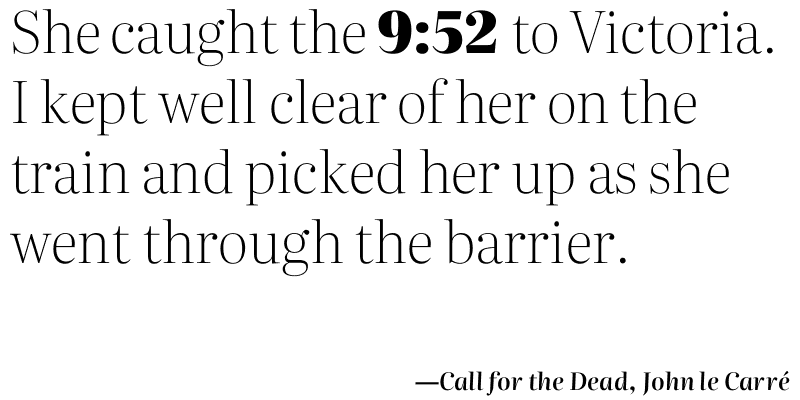 She caught the 9:52 to Victoria.
I kept well clear of her on the
train and picked her up as she
went through the barrier.
—Call for the Dead, John le Carré